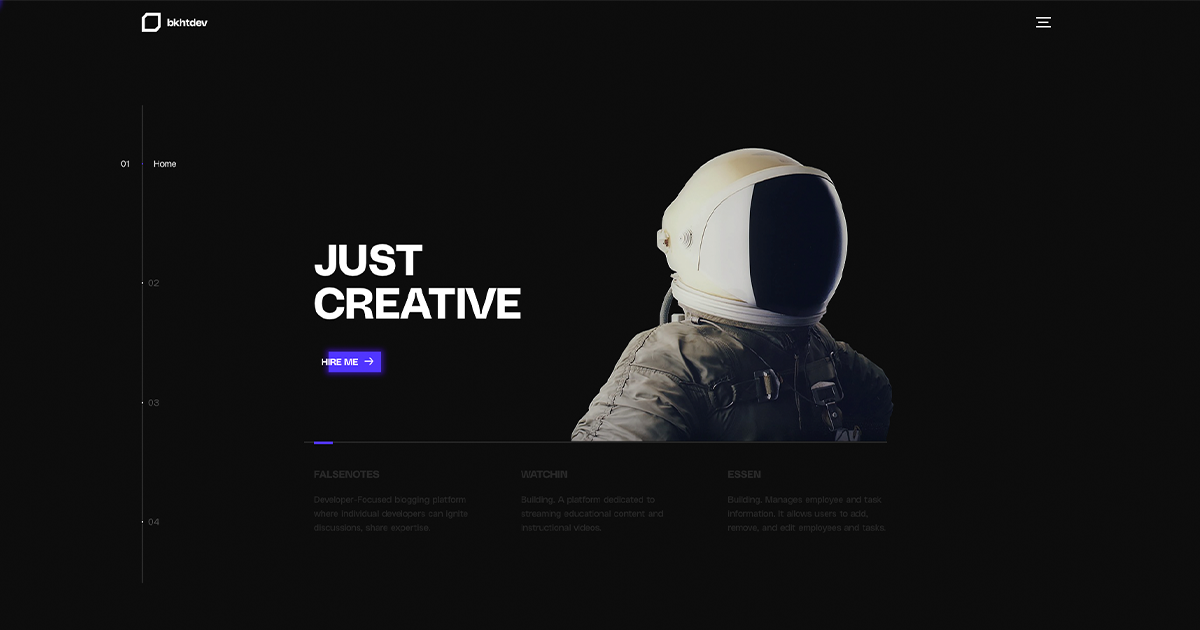 bkhtdev
01 Home
02
JUST
CREATIVE
HIRE ME
03
FALSENOTES
Developer-Focused blogging platform
where individual developers can ignite
discussions, share expertise.
WATCHIN
Building. A platform dedicated to
streaming educational content and
instructional videos.
ESSEN
Building. Manages employee and task
information. It allows users to add,
remove, and edit employees and tasks.
04